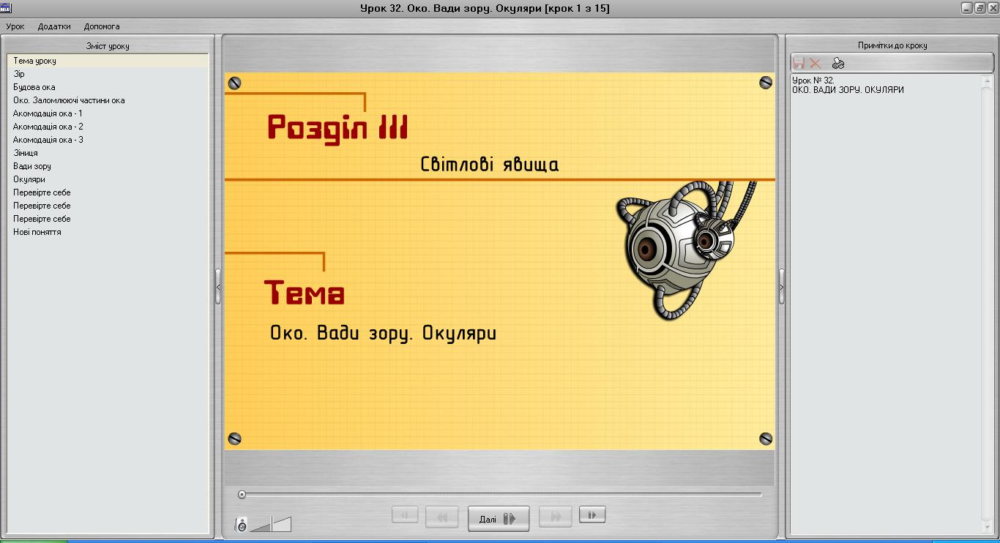 Урок 32. Око. Вади зору. Окуляри [крок 1 з 15]
Урок Додатки Допомога
Зміст уроку
Тема уроку
Зір
Будова ока
Око. Заломлюючі частини ока
Акомодація ока - 1
Акомодація ока - 2
Акомодація ока - 3
Зіниця
Вади зору
Окуляри
Перевірте себе
Перевірте себе
Перевірте себе
Нові поняття
Розділ III
Світлові явища
Тема
Око. Вади зору. Окуляри
Далі
Примітки до кроку
Урок № 32.
ОКО. ВАДИ ЗОРУ. ОКУЛЯРИ